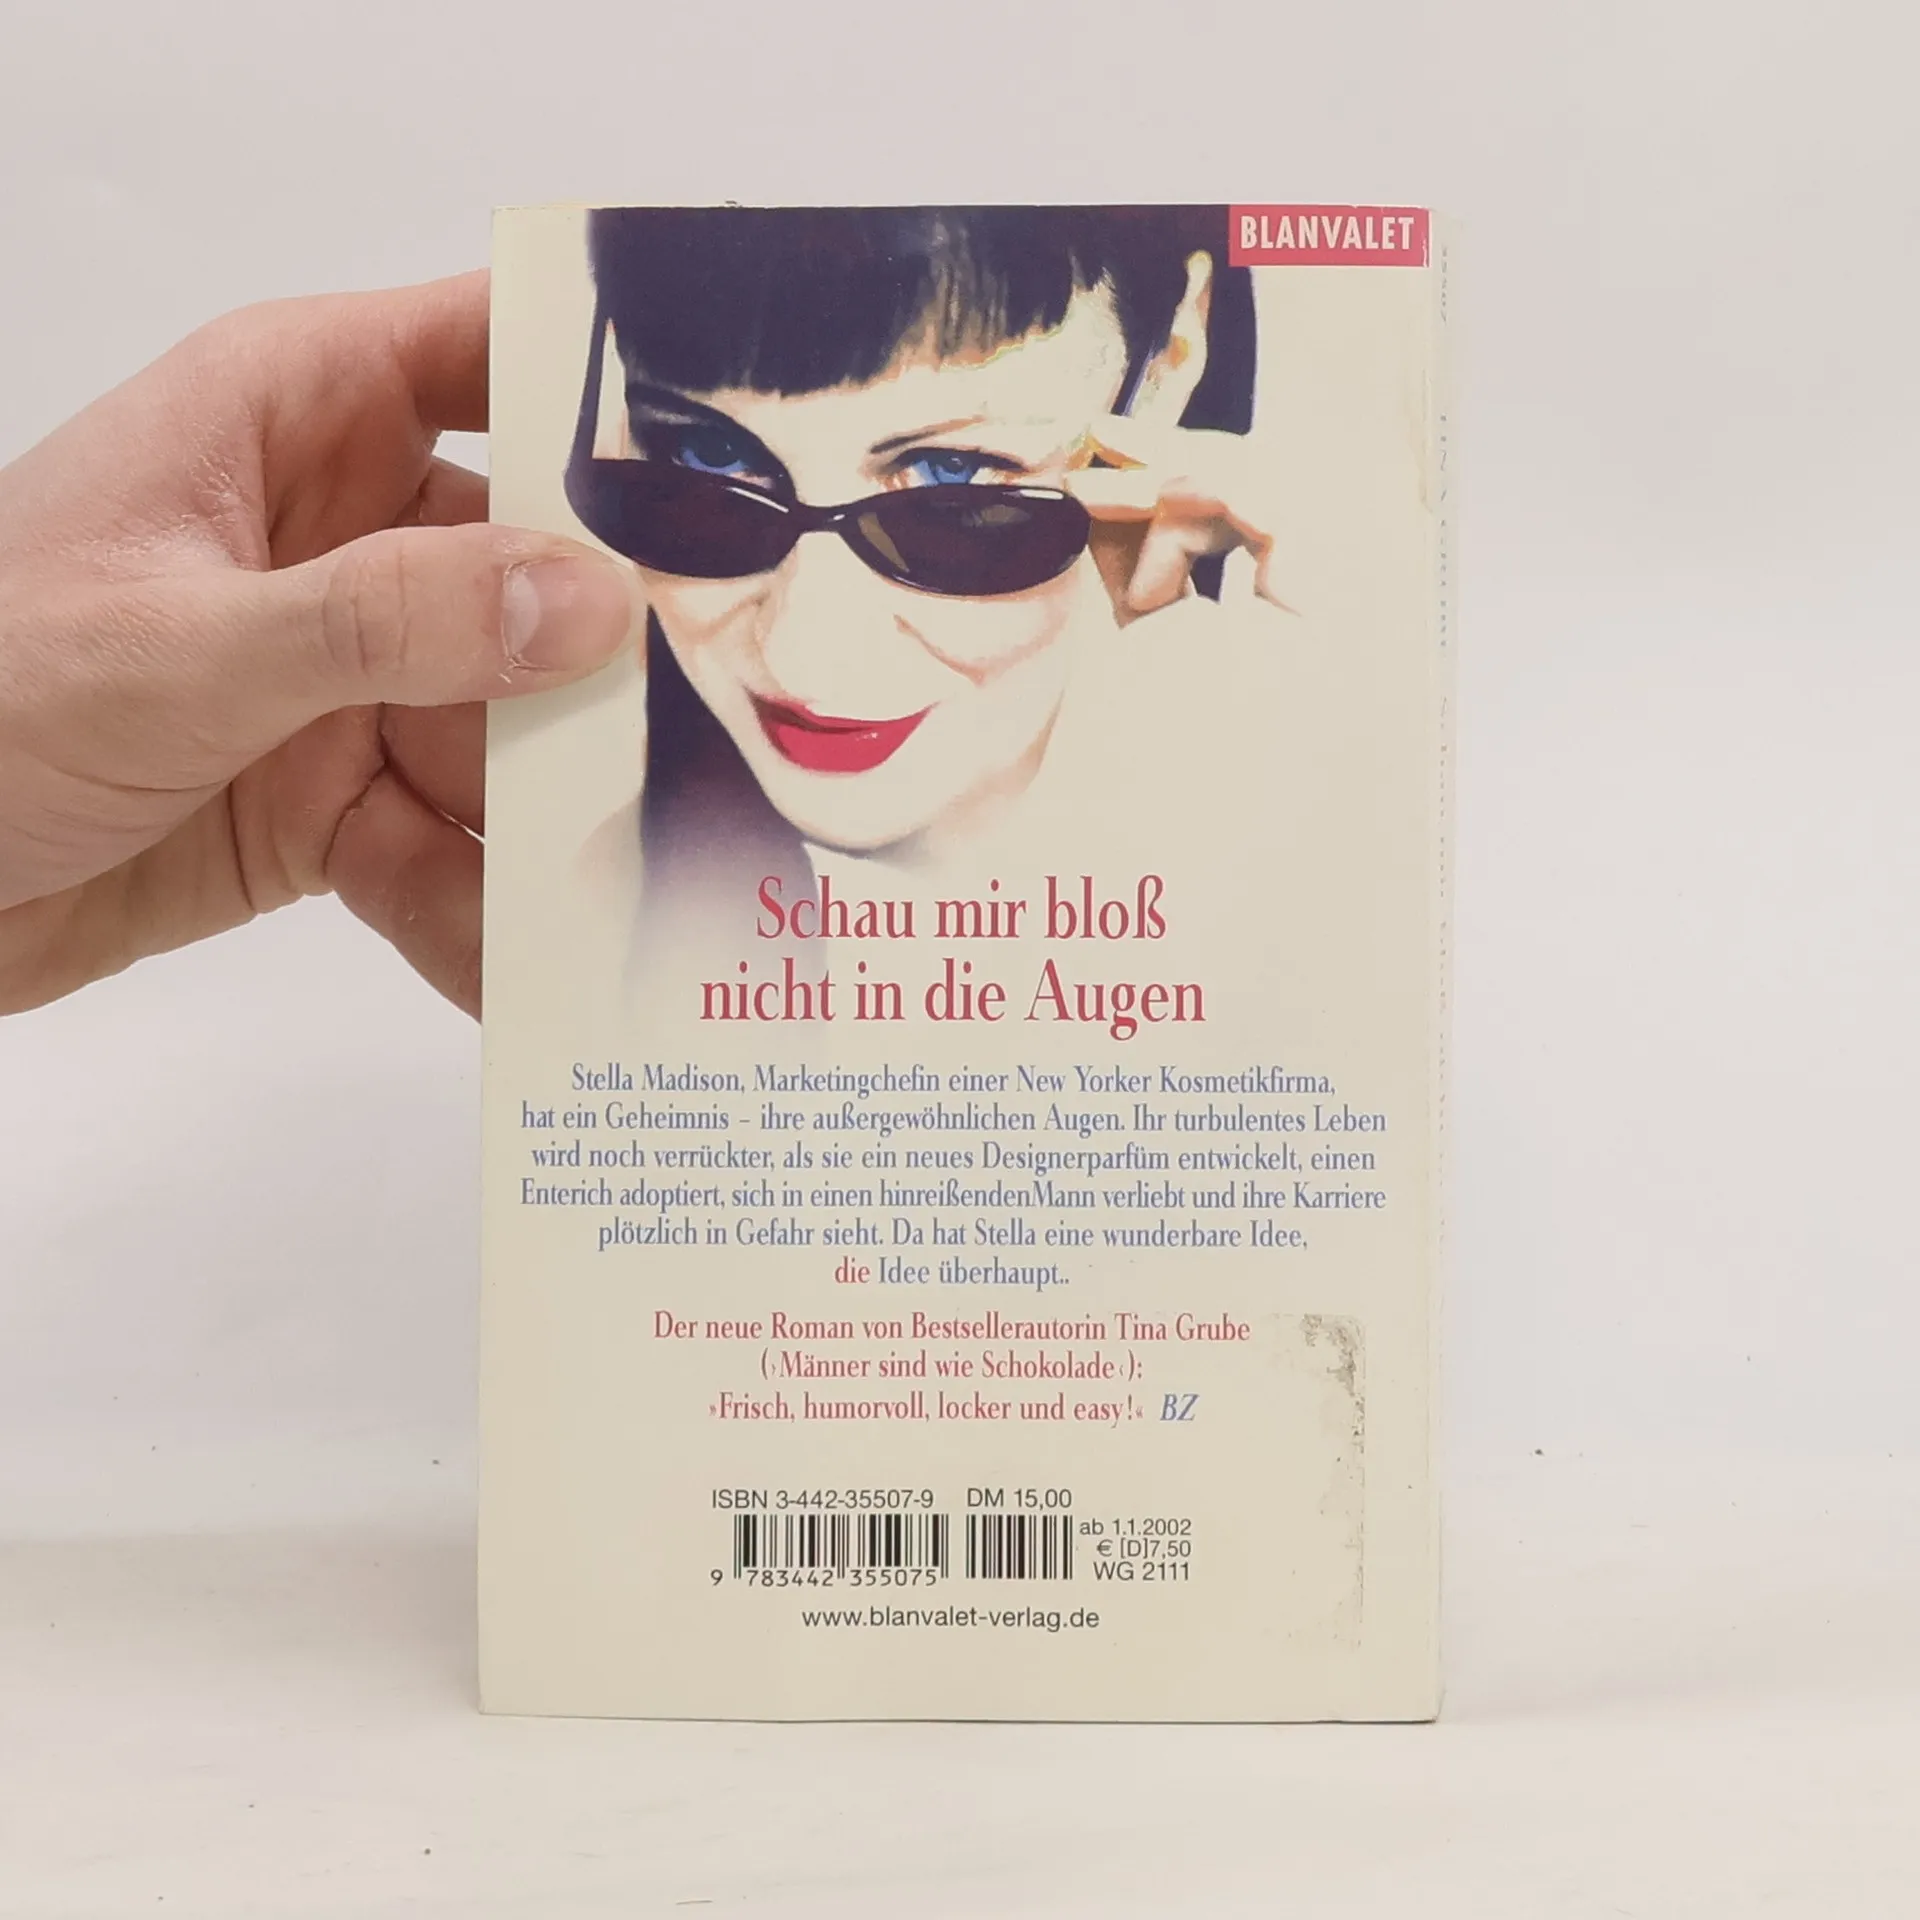 BLANVALET
Schau mir bloß
nicht in die Augen
Stella Madison, Marketingchefin einer New Yorker Kosmetikfirma,
hat ein Geheimnis – ihre außergewöhnlichen Augen. Ihr turbulentes Leben
wird noch verrückter, als sie ein neues Designerparfüm entwickelt, einen
Enterich adoptiert, sich in einen hinreißendenMann verliebt und ihre Karriere
plötzlich in Gefahr sieht. Da hat Stella eine wunderbare Idee,
die Idee überhaupt..
Der neue Roman von Bestsellerautorin Tina Grube
(›Männer sind wie Schokolade‹):
»Frisch, humorvoll, locker und easy!« BZ
ISBN 3-442-35507-9 DM 15,00
ab 1.1.2002
€ [D]7,50
WG 2111
9 783442 355075
www.blanvalet-verlag.de